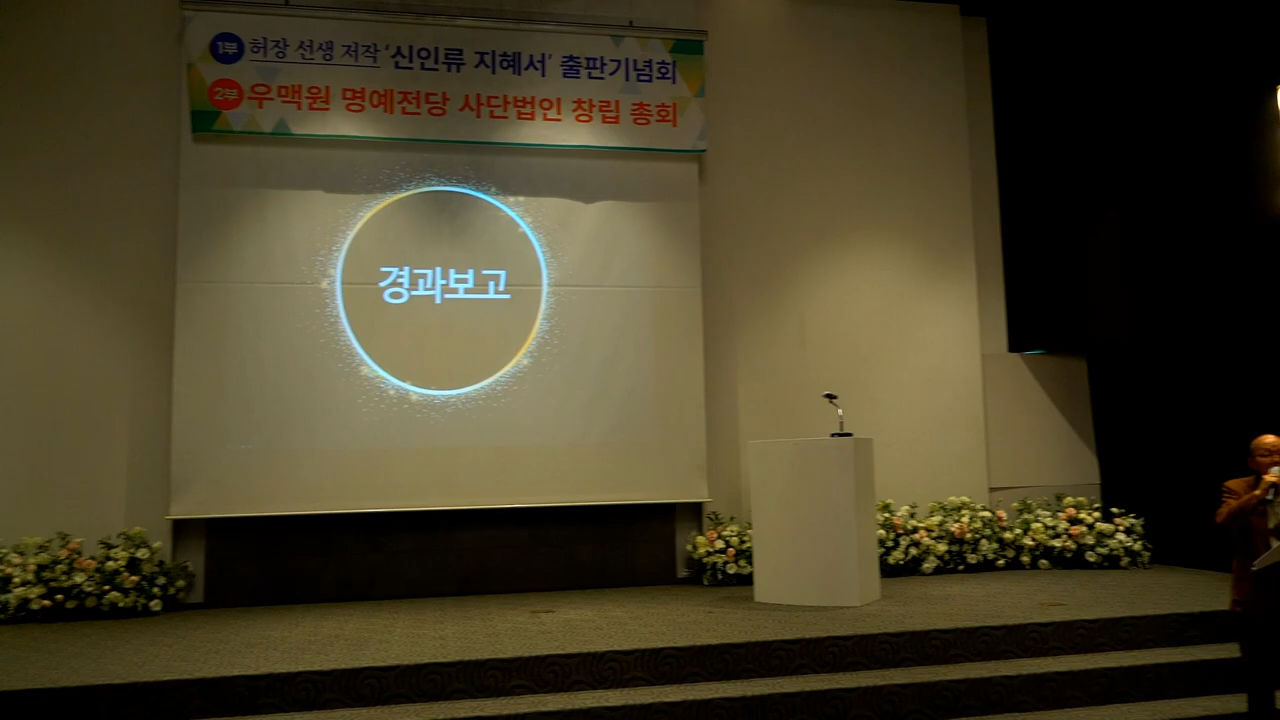 1부 허장 선생 저작 '신인류 지혜서' 출판기념회
2부 우맥원 명예전당 사단법인 창립 총회
경과보고